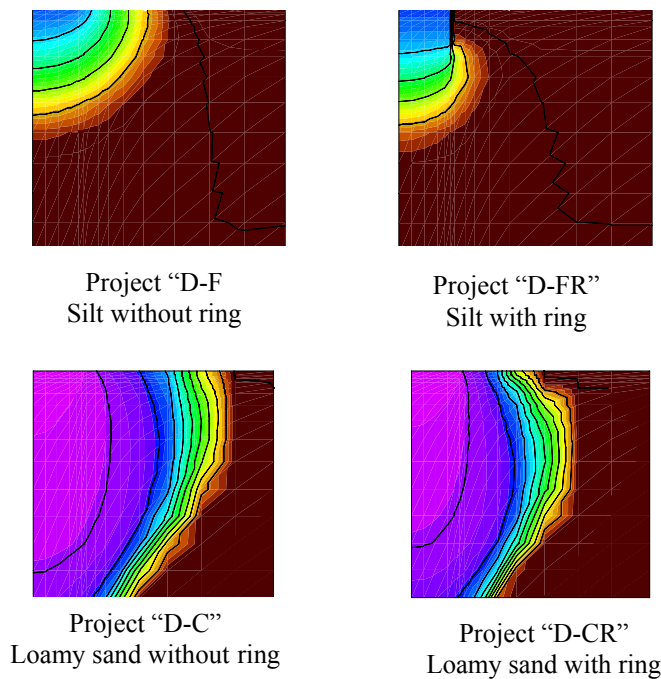 Project “D-F
Silt without ring
Project “D-FR”
Silt with ring
Project “D-C”
Loamy sand without ring
Project “D-CR”
Loamy sand with ring